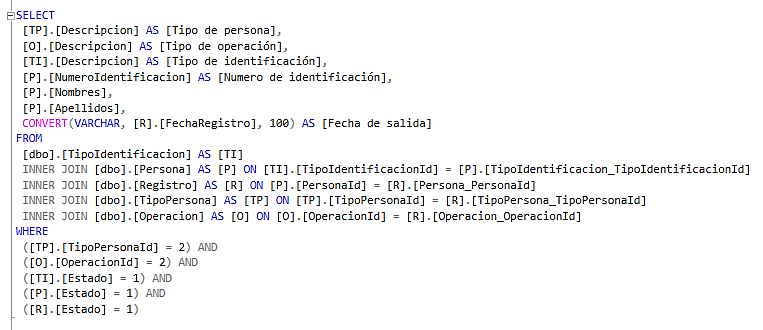 SELECT
[TP].[Descripcion] AS [Tipo de persona],
[O].[Descripcion] AS [Tipo de operación],
[TI].[Descripcion] AS [Tipo de identificación],
[P].[NumeroIdentificacion] AS [Numero de identificación],
[P].[Nombres],
[P].[Apellidos],
CONVERT(VARCHAR, [R].[FechaRegistro], 100) AS [Fecha de salida]
FROM
[dbo].[TipoIdentificacion] AS [TI]
INNER JOIN [dbo].[Persona] AS [P] ON [TI].[TipoIdentificacionId] = [P].[TipoIdentificacion_TipoIdentificacionId]
INNER JOIN [dbo].[Registro] AS [R] ON [P].[PersonaId] = [R].[Persona_PersonaId]
INNER JOIN [dbo].[TipoPersona] AS [TP] ON [TP].[TipoPersonaId] = [R].[TipoPersona_TipoPersonaId]
INNER JOIN [dbo].[Operacion] AS [O] ON [O].[OperacionId] = [R].[Operacion_OperacionId]
WHERE
([TP].[TipoPersonaId] = 2) AND
([O].[OperacionId] = 2) AND
([TI].[Estado] = 1) AND
([P].[Estado] = 1) AND
([R].[Estado] = 1)